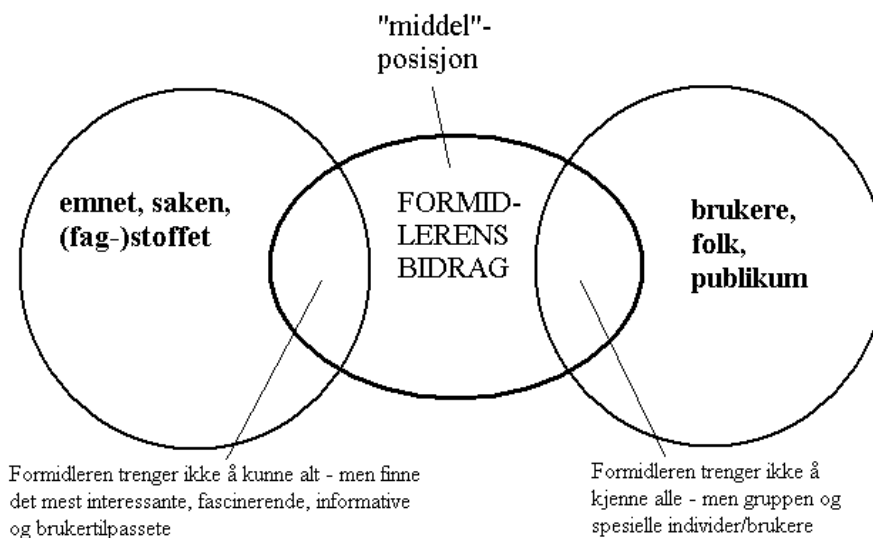 "middel"-
posisjon
emnet, saken,
(fag-)stoffet
FORMID-
LERENS
BIDRAG
brukere,
folk,
publikum
Formidleren trenger ikke å kunne alt - men finne
det mest interessante, fascinerende, informative
og brukertilpassete
Formidleren trenger ikke å
kjenne alle - men gruppen og
spesielle individer/brukere